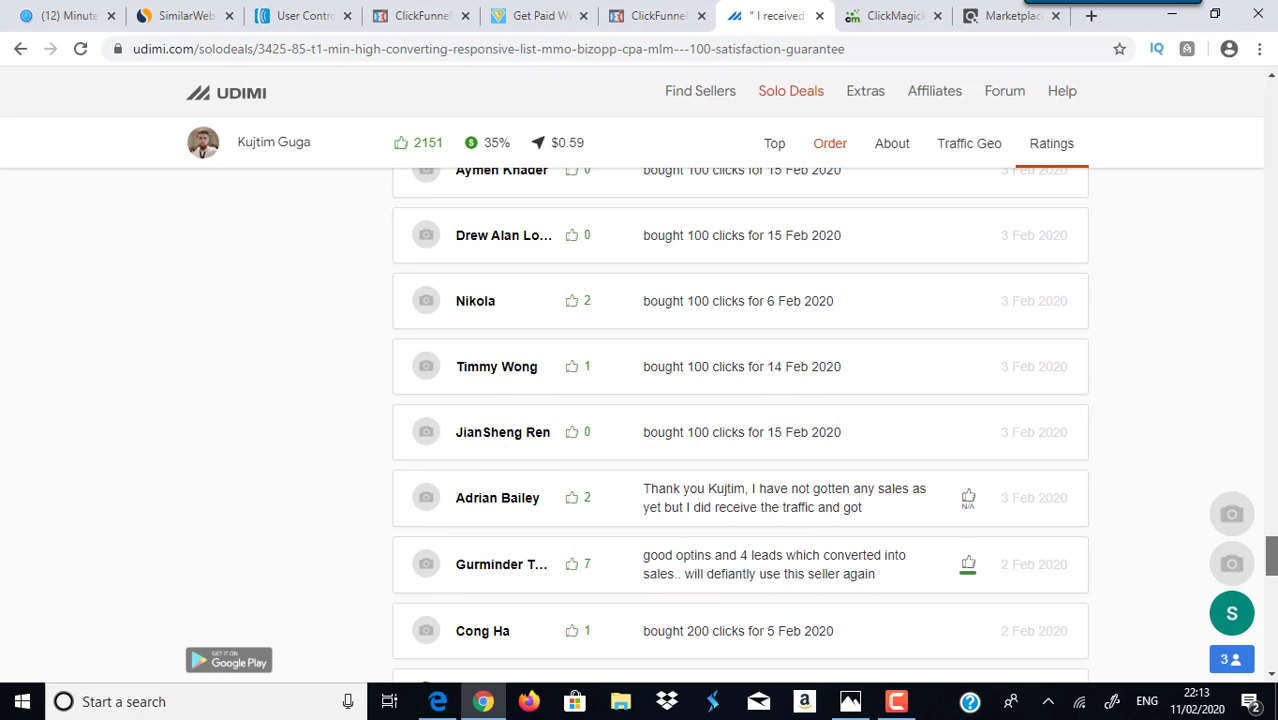 (12) Minute
SimilarWeb
User Contro
ClickFunnel
Get Paid Wi
ClickFunnel
" I received
ClickMagick
Marketplac
udimi.com/solodeals/3425-85-t1-min-high-converting-responsive-list-mmo-bizopp-cpa-mlm---100-satisfaction-guarantee
IQ
UDIMI
Find Sellers Solo Deals Extras Affiliates Forum Help
Kujtim Guga 2151 35% $0.59 Top Order About Traffic Geo Ratings
Aymen Khader 0 bought 100 clicks for 15 Feb 2020 3 Feb 2020
Drew Alan Lo... 0 bought 100 clicks for 15 Feb 2020 3 Feb 2020
Nikola 2 bought 100 clicks for 6 Feb 2020 3 Feb 2020
Timmy Wong 1 bought 100 clicks for 14 Feb 2020 3 Feb 2020
JianSheng Ren 0 bought 100 clicks for 15 Feb 2020 3 Feb 2020
Adrian Bailey 2 Thank you Kujtim, I have not gotten any sales as
yet but I did receive the traffic and got
N/A 3 Feb 2020
Gurminder T... 7 good optins and 4 leads which converted into
sales.. will defiantly use this seller again
2 Feb 2020
Cong Ha 1 bought 200 clicks for 5 Feb 2020 2 Feb 2020
S
3
GET IT ON
Google Play
Start a search
ENG
22:13
11/02/2020
2